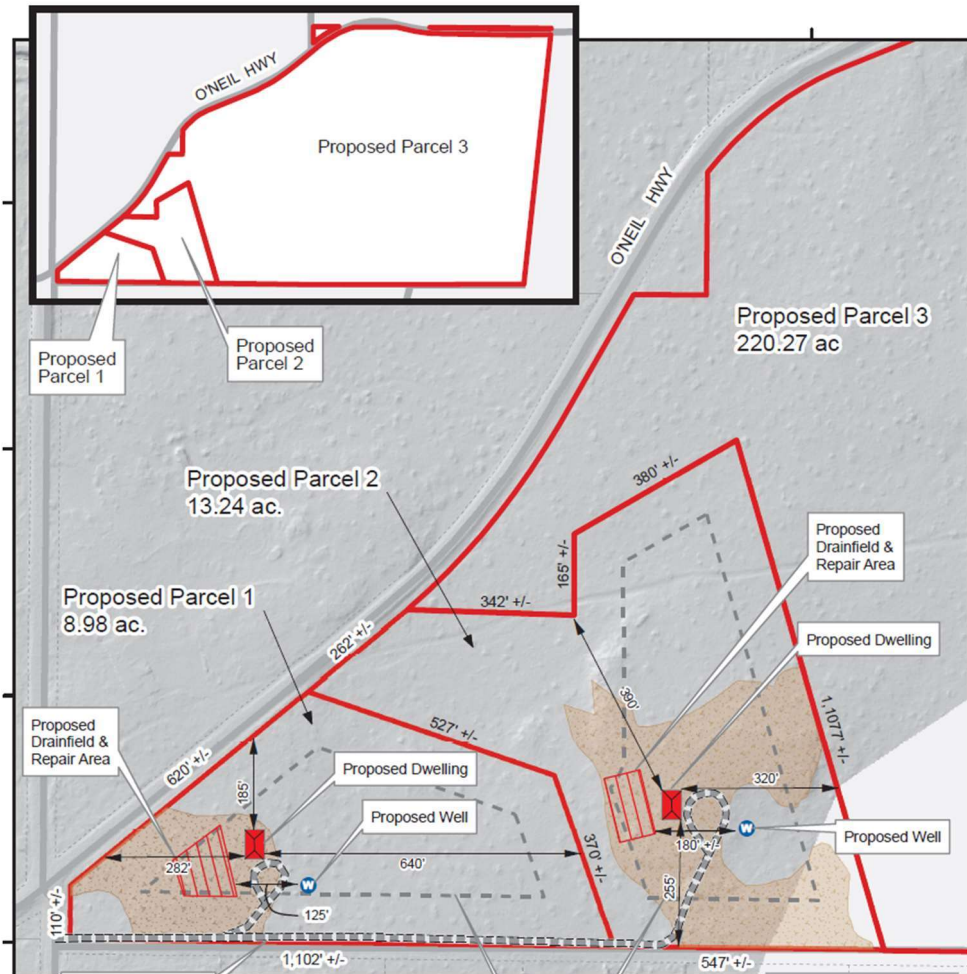 O'NEIL HWY
Proposed Parcel 3
Proposed
Parcel 1
Proposed
Parcel 2
O'NEIL HWY
Proposed Parcel 3
220.27 ac
Proposed Parcel 2
13.24 ac.
380' +/-
165' +/-
Proposed
Drainfield &
Repair Area
Proposed Parcel 1
8.98 ac.
342' +/-
262' +/-
Proposed Dwelling
390'
1,1077' +/-
Proposed
Drainfield &
Repair Area
620' +/-
527' +/-
185'
Proposed Dwelling
320'
Proposed Well
W
180' +/-
Proposed Well
282'
640'
370' +/-
W
255'
110' +/-
125'
1,102' +/-
547' +/-